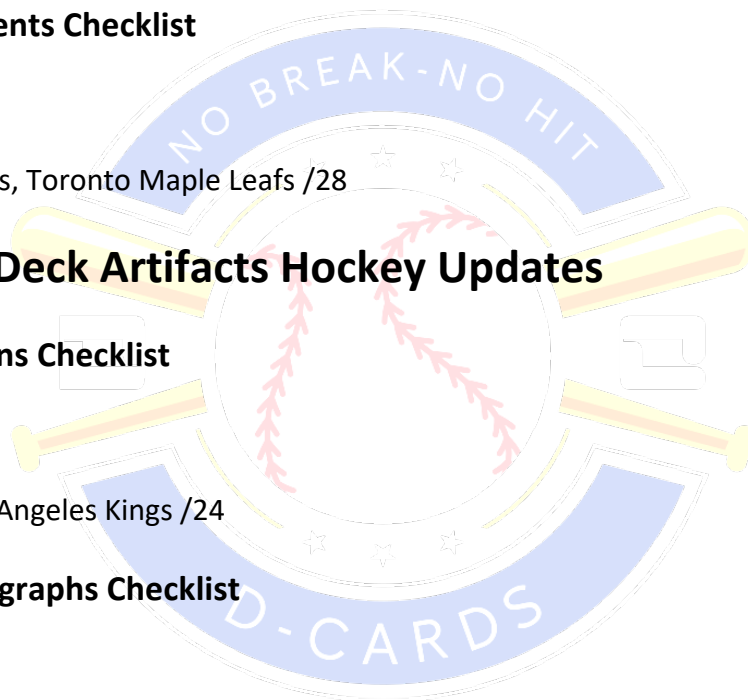 ents Checklist
NO BREAK-NO HIT
s, Toronto Maple Leafs /28
Deck Artifacts Hockey Updates
ns Checklist
Angeles Kings /24
graphs Checklist
D-CARDS